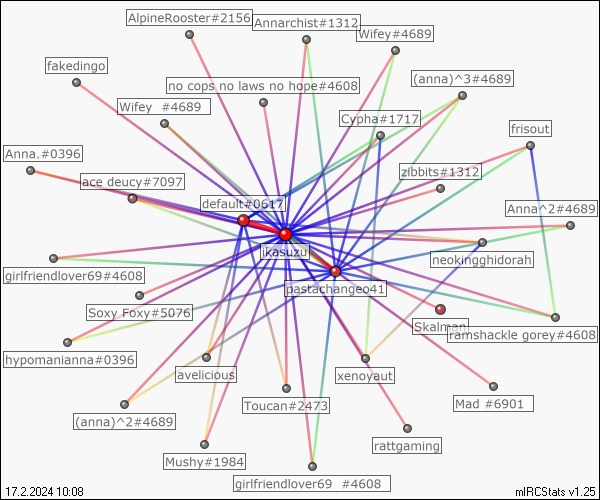 AlpineRooster#2156
Annarchist#1312
Wifey#4689
fakedingo
(anna)^3#4689
no cops no laws no hope#4608
Wifey #4689
Cypha#1717
frisout
Anna.#0396
zibbits#1312
ace deucy#7097
default#0617
Anna^2#4689
ikasuzu
neokingghidorah
girlfriendlover69#4608
pastachangeo41
Soxy Foxy#5076
Skalman
ramshackle gorey#4608
hypomanianna#0396
avelicious
xenoyaut
Toucan#2473
Mad #6901
(anna)^2#4689
rattgaming
Mushy#1984
girlfriendlover69 #4608
17.2.2024 10:08
mIRCStats v1.25